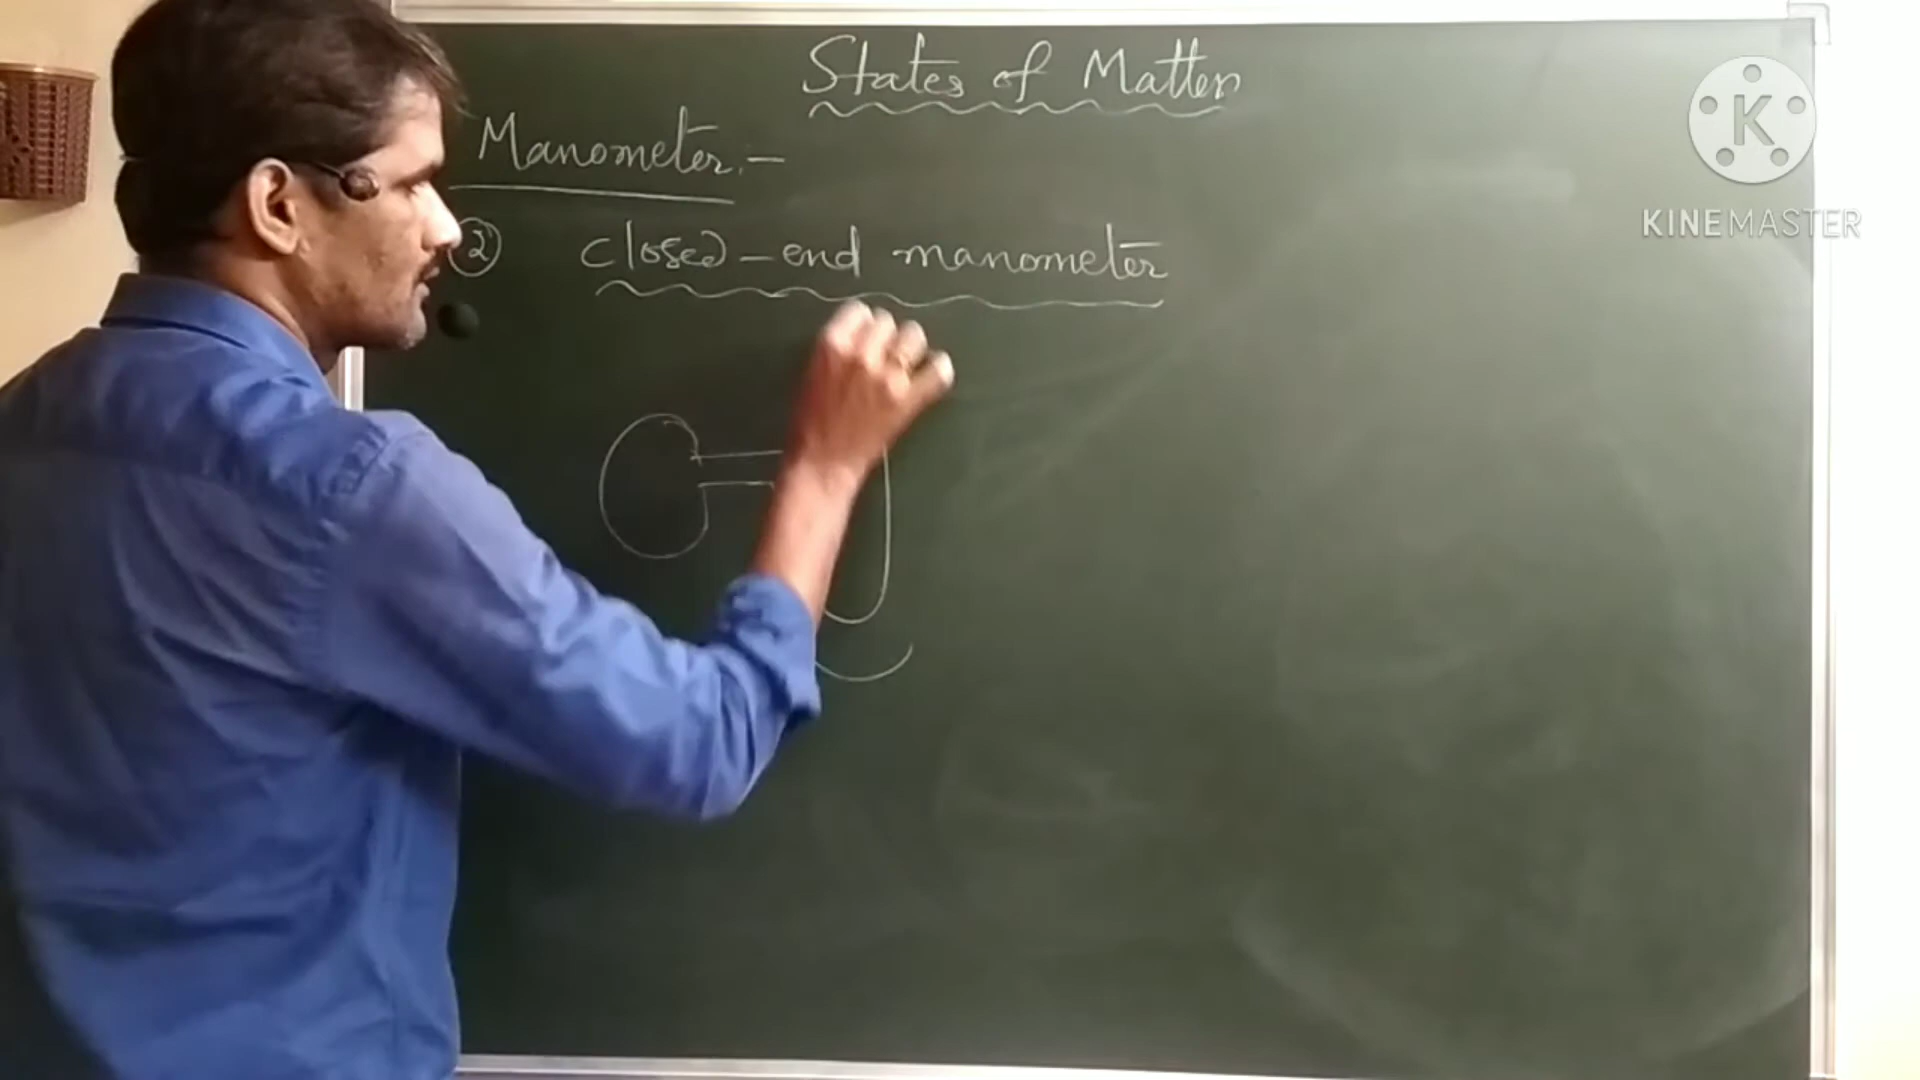 States of Matter
Manometer :-
② closed-end manometer
K
KINEMASTER